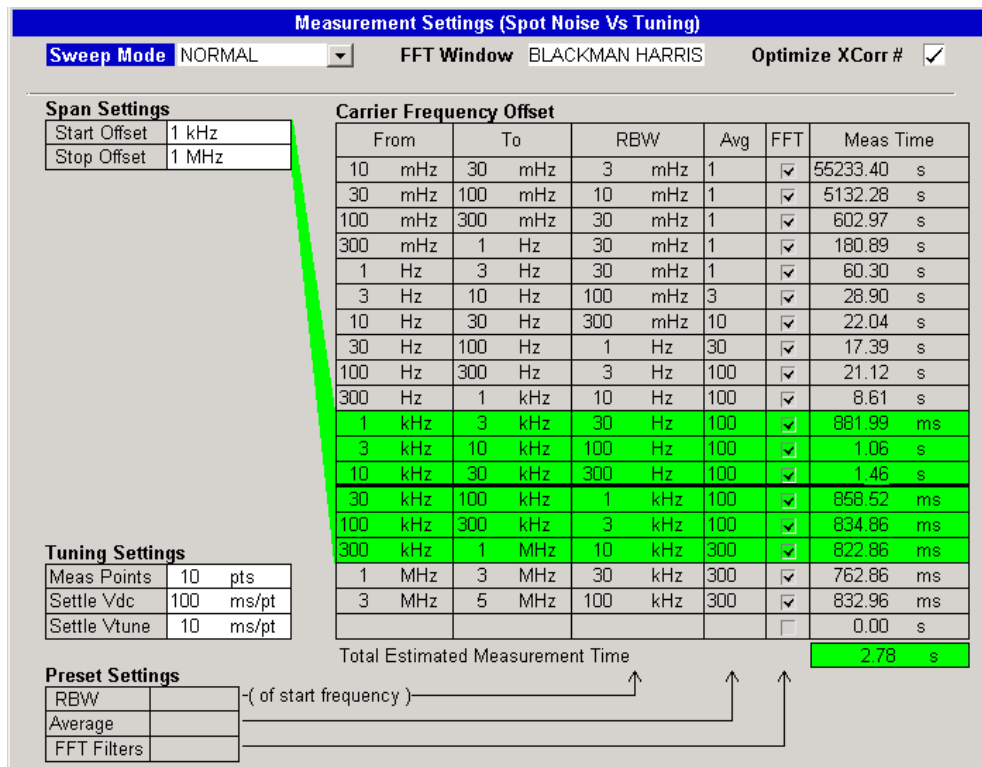 Measurement Settings (Spot Noise Vs Tuning)
Sweep Mode NORMAL FFT Window BLACKMAN HARRIS Optimize XCorr #
Span Settings
Start Offset 1 kHz
Stop Offset 1 MHz
Carrier Frequency Offset
From To RBW Avg FFT Meas Time
10 mHz 30 mHz 3 mHz 1 55233.40 s
30 mHz 100 mHz 10 mHz 1 5132.28 s
100 mHz 300 mHz 30 mHz 1 602.97 s
300 mHz 1 Hz 30 mHz 1 180.89 s
1 Hz 3 Hz 30 mHz 1 60.30 s
3 Hz 10 Hz 100 mHz 3 28.90 s
10 Hz 30 Hz 300 mHz 10 22.04 s
30 Hz 100 Hz 1 Hz 30 17.39 s
100 Hz 300 Hz 3 Hz 100 21.12 s
300 Hz 1 kHz 10 Hz 100 8.61 s
1 kHz 3 kHz 30 Hz 100 881.99 ms
3 kHz 10 kHz 100 Hz 100 1.06 s
10 kHz 30 kHz 300 Hz 100 1.46 s
30 kHz 100 kHz 1 kHz 100 858.52 ms
100 kHz 300 kHz 3 kHz 100 834.86 ms
300 kHz 1 MHz 10 kHz 300 822.86 ms
1 MHz 3 MHz 30 kHz 300 762.86 ms
3 MHz 5 MHz 100 kHz 300 832.96 ms
0.00 s
Total Estimated Measurement Time 2.78 s
Tuning Settings
Meas Points 10 pts
Settle Vdc 100 ms/pt
Settle Vtune 10 ms/pt
Preset Settings
RBW ( of start frequency )
Average
FFT Filters